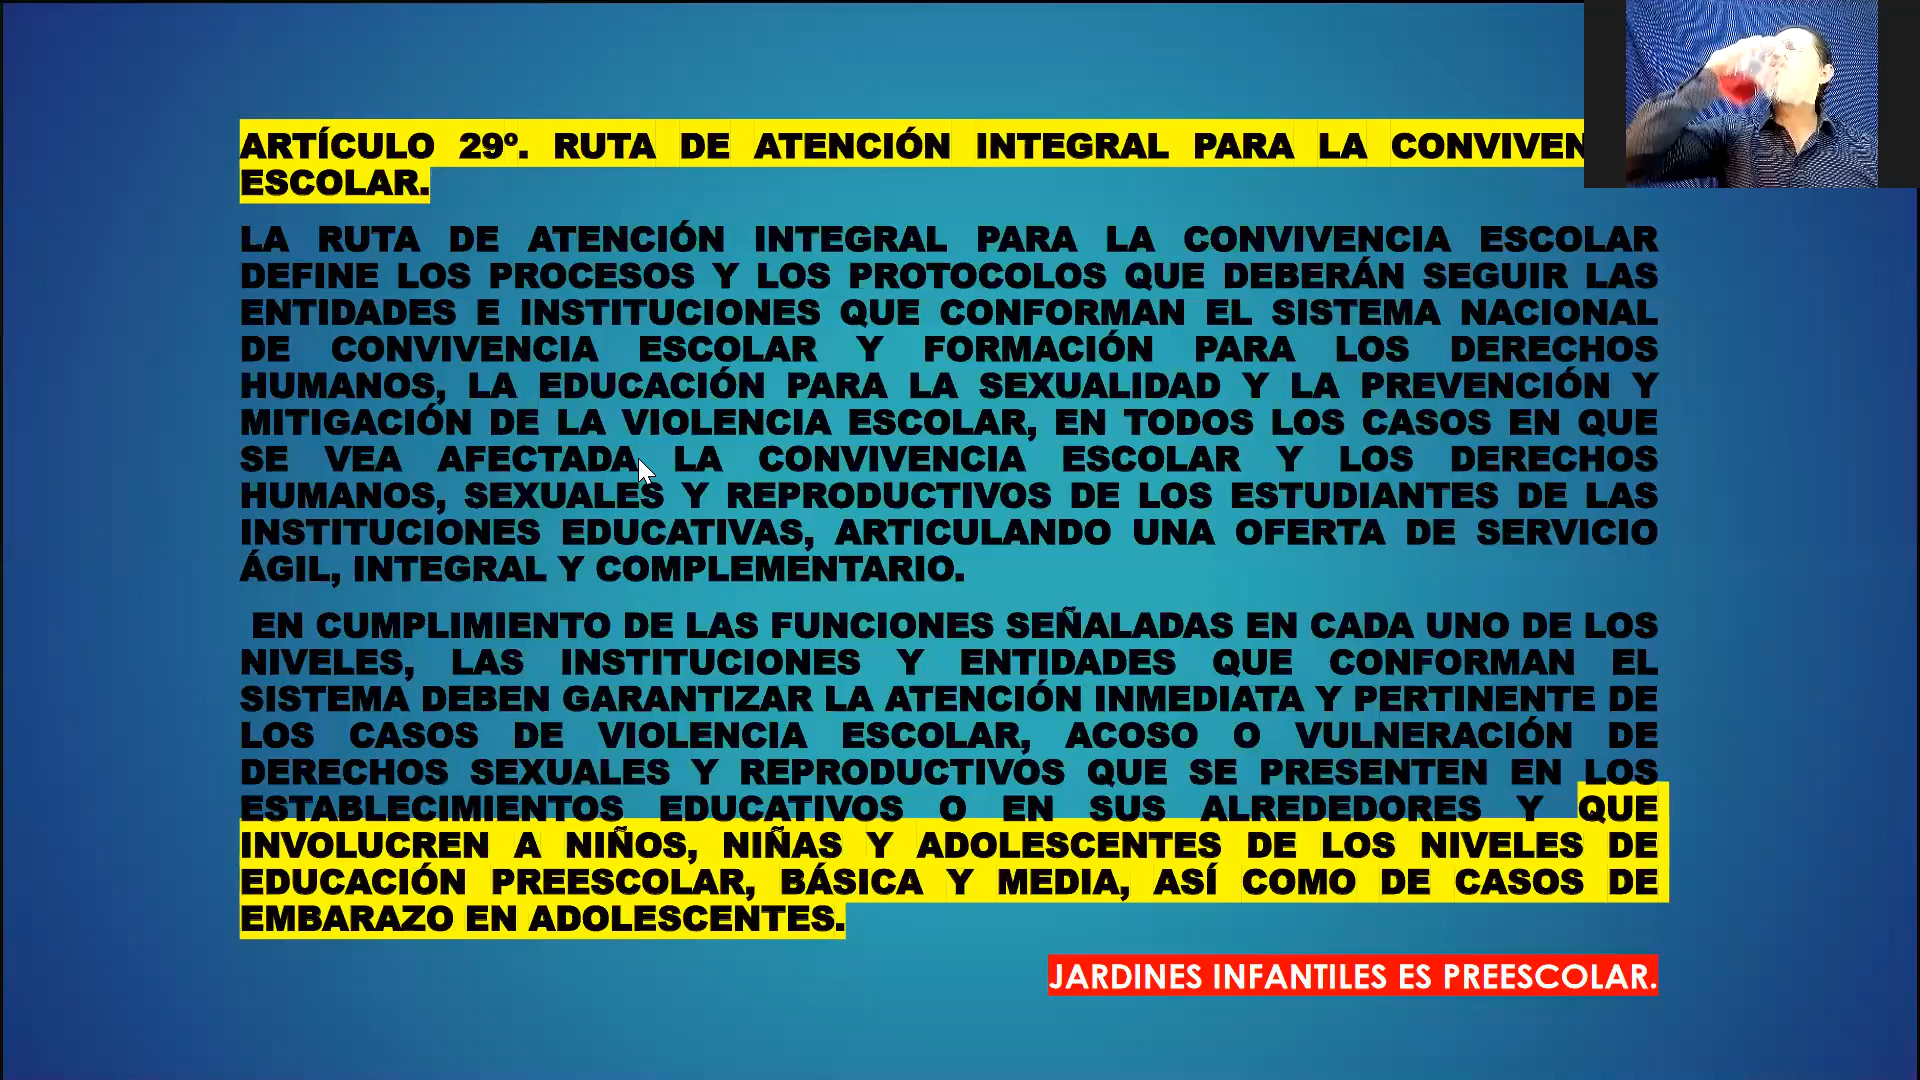 ARTÍCULO 29º. RUTA DE ATENCIÓN INTEGRAL PARA LA CONVIVEN
ESCOLAR.
LA RUTA DE ATENCIÓN INTEGRAL PARA LA CONVIVENCIA ESCOLAR
DEFINE LOS PROCESOS Y LOS PROTOCOLOS QUE DEBERÁN SEGUIR LAS
ENTIDADES E INSTITUCIONES QUE CONFORMAN EL SISTEMA NACIONAL
DE CONVIVENCIA ESCOLAR Y FORMACIÓN PARA LOS DERECHOS
HUMANOS, LA EDUCACIÓN PARA LA SEXUALIDAD Y LA PREVENCIÓN Y
MITIGACIÓN DE LA VIOLENCIA ESCOLAR, EN TODOS LOS CASOS EN QUE
SE VEA AFECTADA LA CONVIVENCIA ESCOLAR Y LOS DERECHOS
HUMANOS, SEXUALES Y REPRODUCTIVOS DE LOS ESTUDIANTES DE LAS
INSTITUCIONES EDUCATIVAS, ARTICULANDO UNA OFERTA DE SERVICIO
ÁGIL, INTEGRAL Y COMPLEMENTARIO.
EN CUMPLIMIENTO DE LAS FUNCIONES SEÑALADAS EN CADA UNO DE LOS
NIVELES, LAS INSTITUCIONES Y ENTIDADES QUE CONFORMAN EL
SISTEMA DEBEN GARANTIZAR LA ATENCIÓN INMEDIATA Y PERTINENTE DE
LOS CASOS DE VIOLENCIA ESCOLAR, ACOSO O VULNERACIÓN DE
DERECHOS SEXUALES Y REPRODUCTIVOS QUE SE PRESENTEN EN LOS
ESTABLECIMIENTOS EDUCATIVOS O EN SUS ALREDEDORES Y QUE
INVOLUCREN A NIÑOS, NIÑAS Y ADOLESCENTES DE LOS NIVELES DE
EDUCACIÓN PREESCOLAR, BÁSICA Y MEDIA, ASÍ COMO DE CASOS DE
EMBARAZO EN ADOLESCENTES.
JARDINES INFANTILES ES PREESCOLAR.